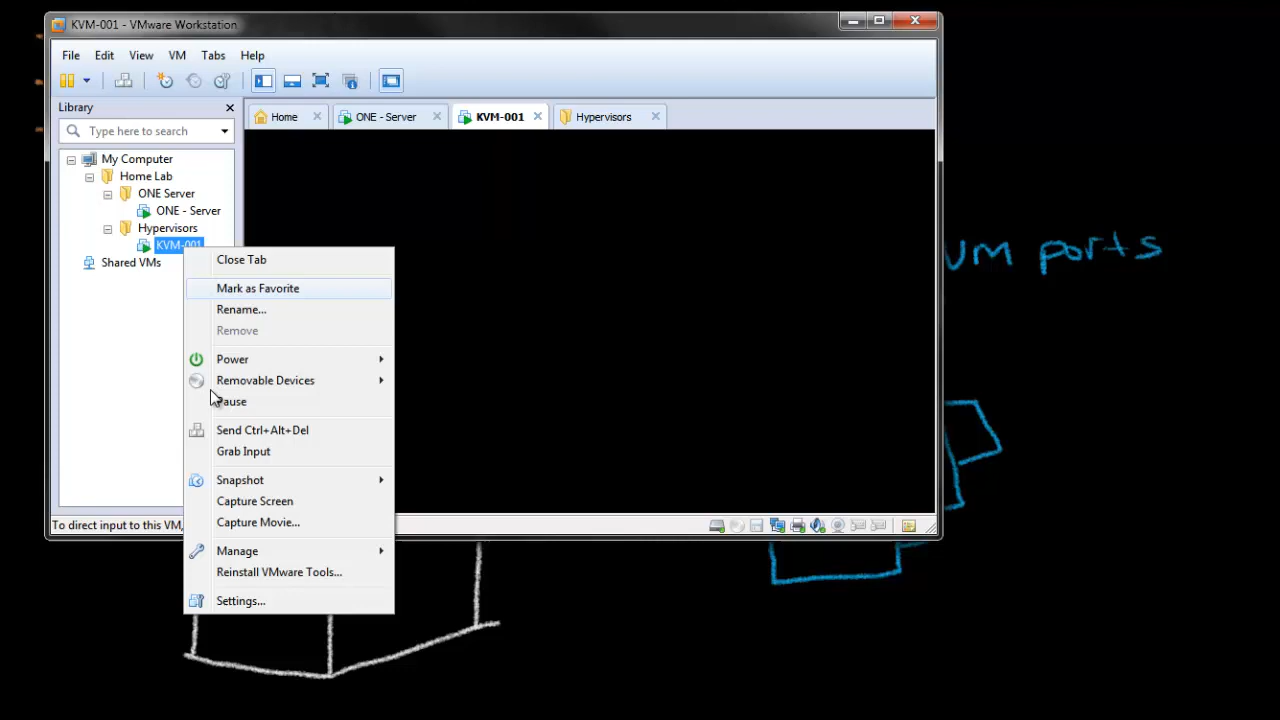 KVM-001 - VMware Workstation
File Edit View VM Tabs Help
Library
Type here to search
Home
ONE - Server
KVM-001
Hypervisors
My Computer
Home Lab
ONE Server
ONE - Server
Hypervisors
KVM-001
Shared VMs
Close Tab
Mark as Favorite
Rename...
Remove
Power
Removable Devices
Pause
Send Ctrl+Alt+Del
Grab Input
Snapshot
Capture Screen
Capture Movie...
Manage
Reinstall VMware Tools...
Settings...
To direct input to this VM,
ports